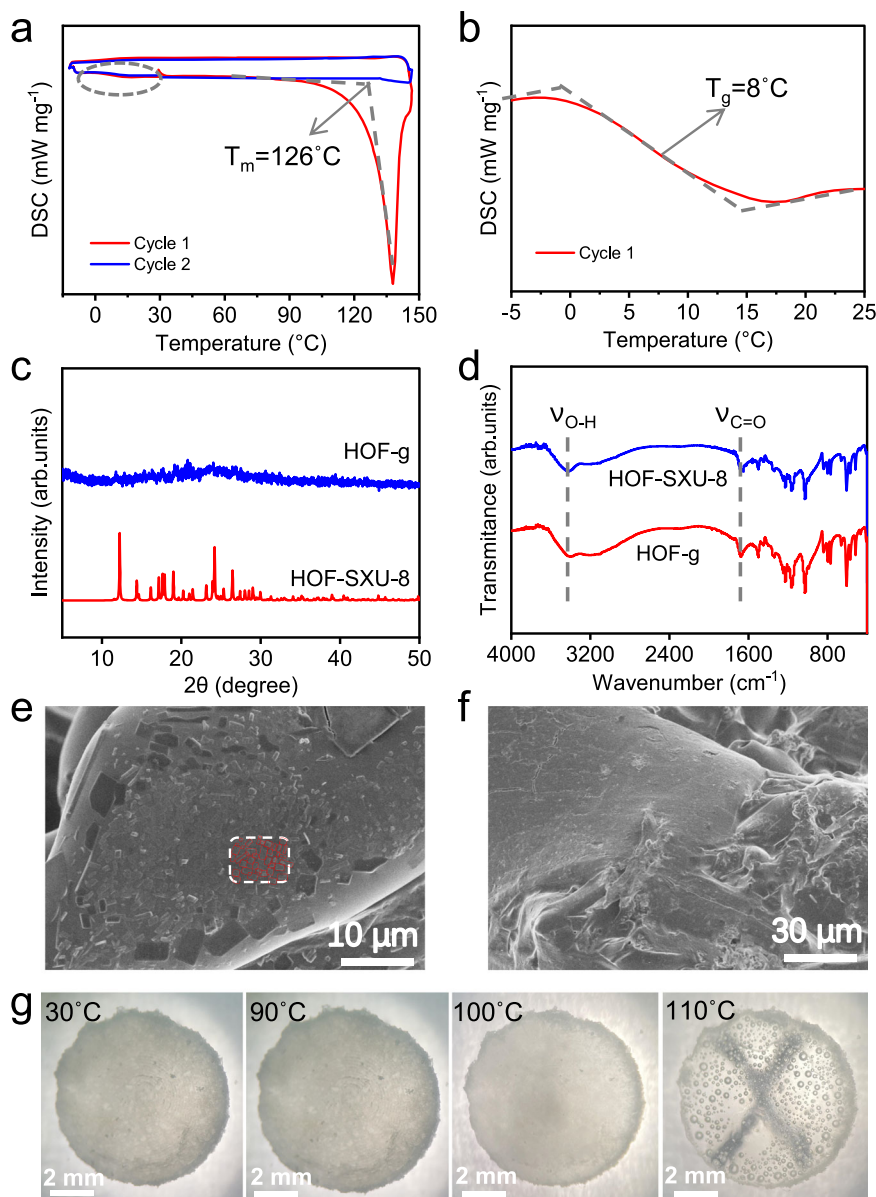 a
DSC (mW mg-1)
Tm=126°C
Cycle 1
Cycle 2
0 30 60 90 120 150
Temperature (°C)
b
DSC (mW mg-1)
Tg=8°C
Cycle 1
-5 0 5 10 15 20 25
Temperature (°C)
c
Intensity (arb.units)
HOF-g
HOF-SXU-8
10 20 30 40 50
2θ (degree)
d
Transmitance (arb.units)
νO-H
νC=O
HOF-SXU-8
HOF-g
4000 3200 2400 1600 800
Wavenumber (cm-1)
e
10 μm
f
30 μm
g
30°C
2 mm
90°C
2 mm
100°C
2 mm
110°C
2 mm